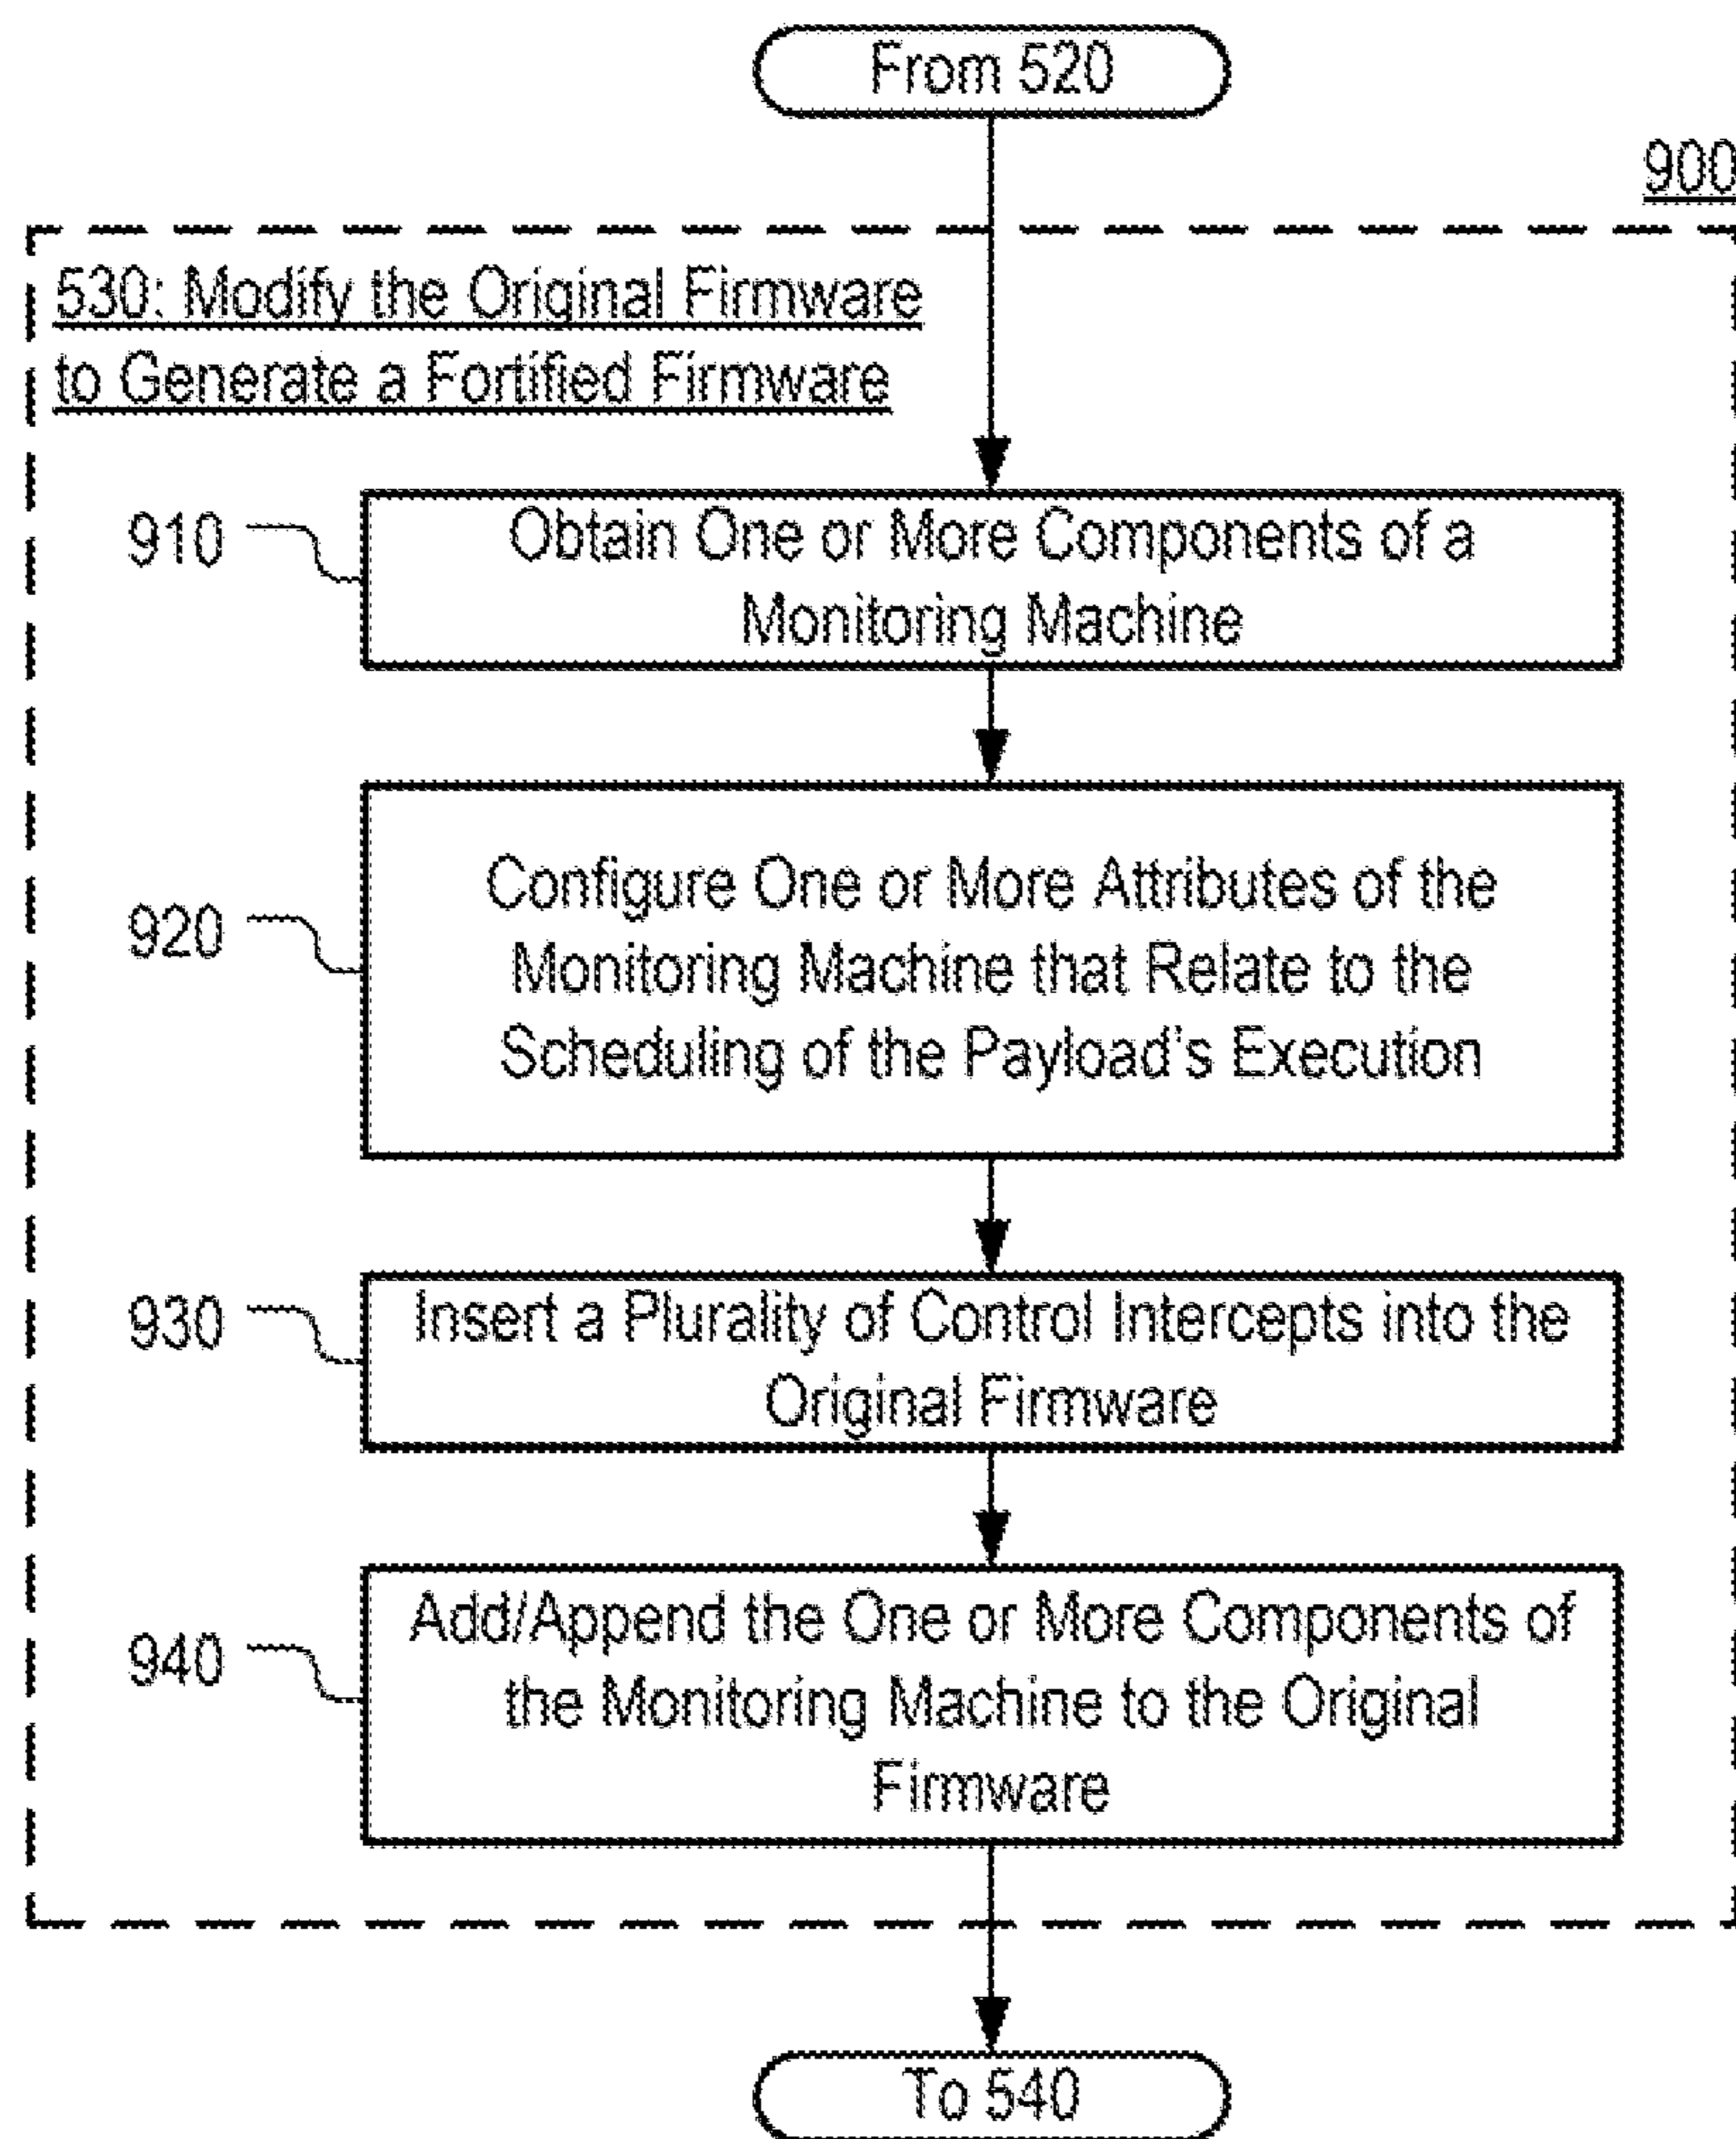 From 520
900
530: Modify the Original Firmware
to Generate a Fortified Firmware
910
Obtain One or More Components of a
Monitoring Machine
920
Configure One or More Attributes of the
Monitoring Machine that Relate to the
Scheduling of the Payload's Execution
930
Insert a Plurality of Control Intercepts into the
Original Firmware
940
Add/Append the One or More Components of
the Monitoring Machine to the Original
Firmware
To 540